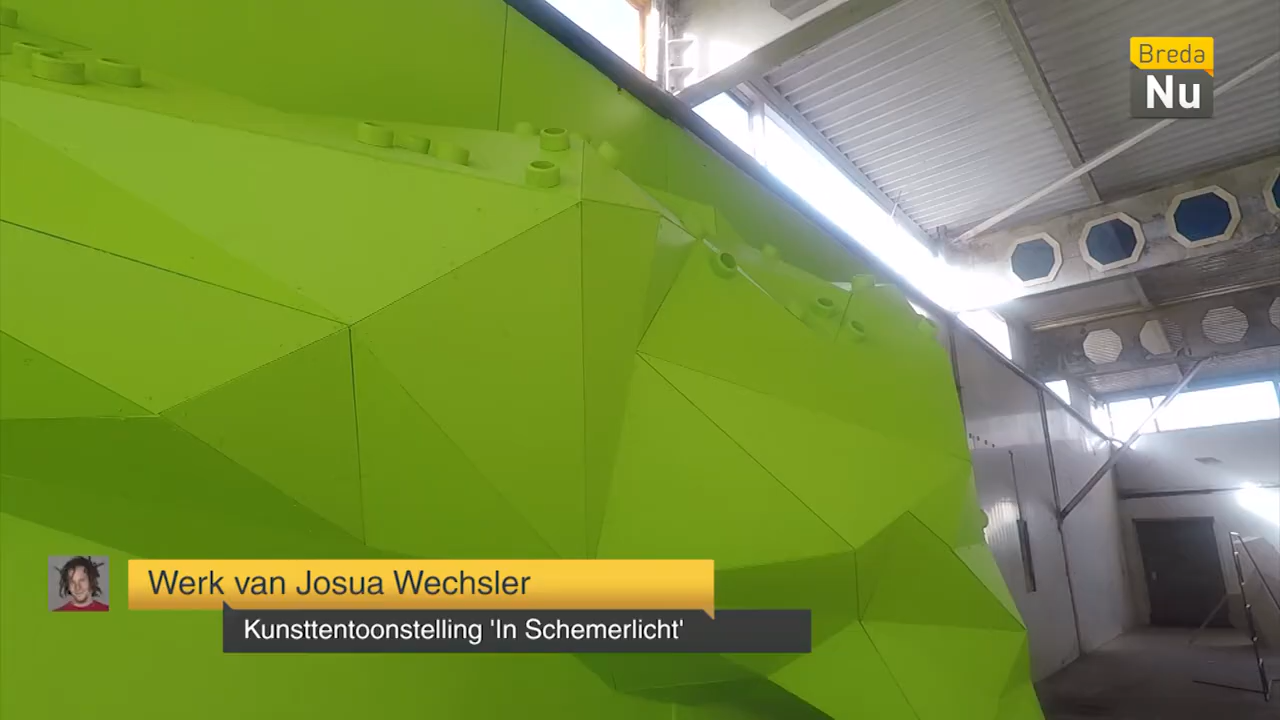 Breda
Nu
Werk van Josua Wechsler
Kunsttentoonstelling 'In Schemerlicht'